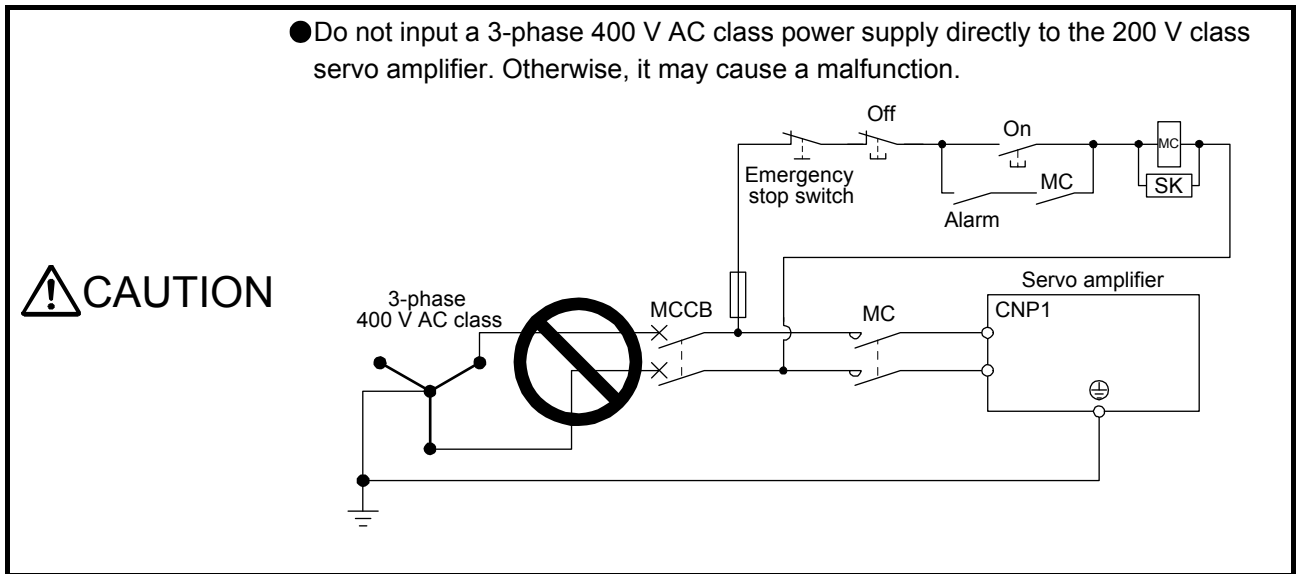 ●Do not input a 3-phase 400 V AC class power supply directly to the 200 V class
servo amplifier. Otherwise, it may cause a malfunction.
Off
On
MC
Emergency
stop switch
MC
SK
Alarm
CAUTION
Servo amplifier
3-phase
400 V AC class
MCCB
MC
CNP1